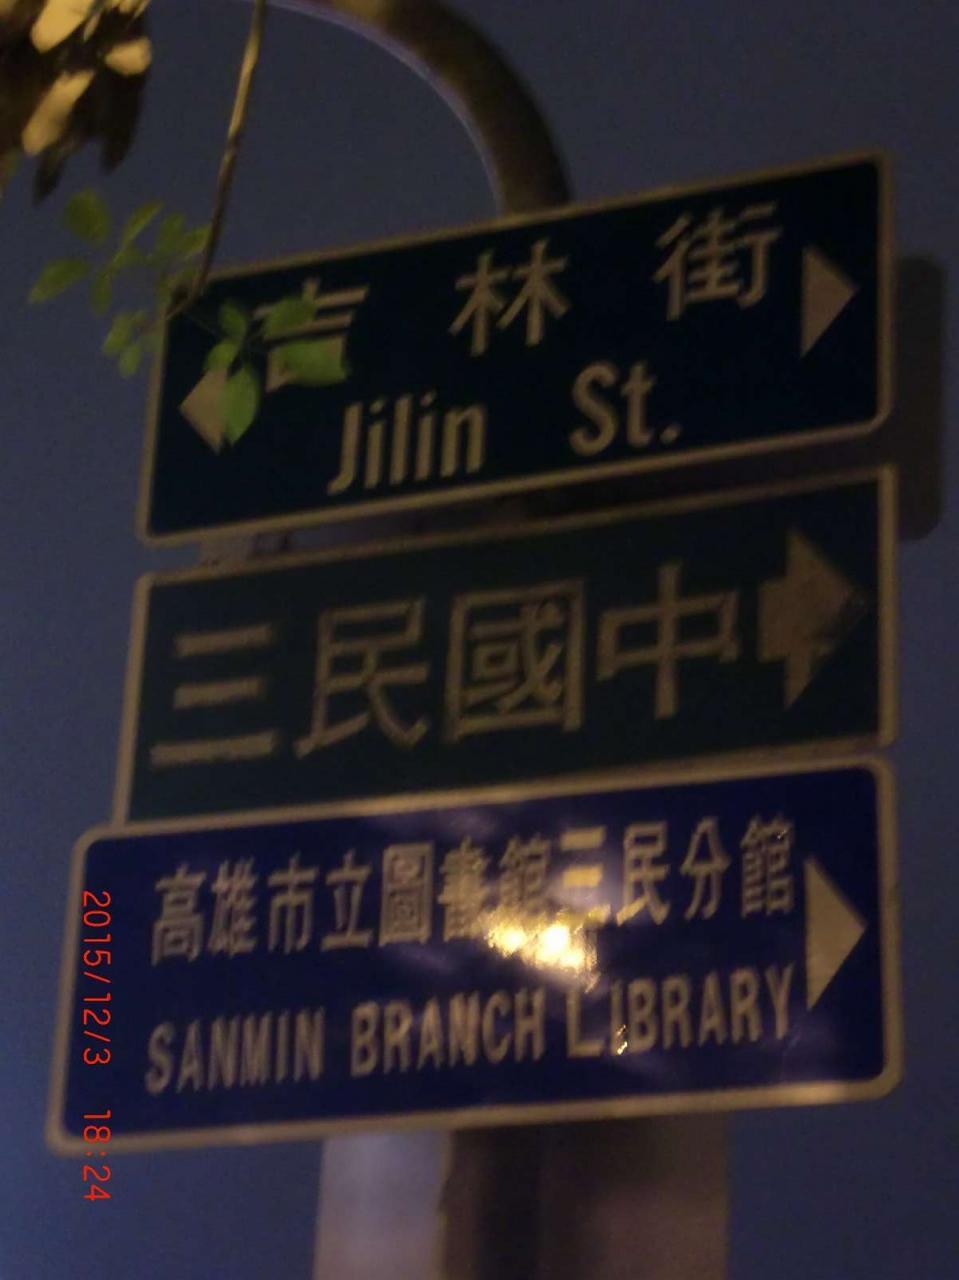 吉林街
Jilin St.
三民國中
高雄市立圖書館三民分館
SANMIN BRANCH LIBRARY
2015/12/3 18:24